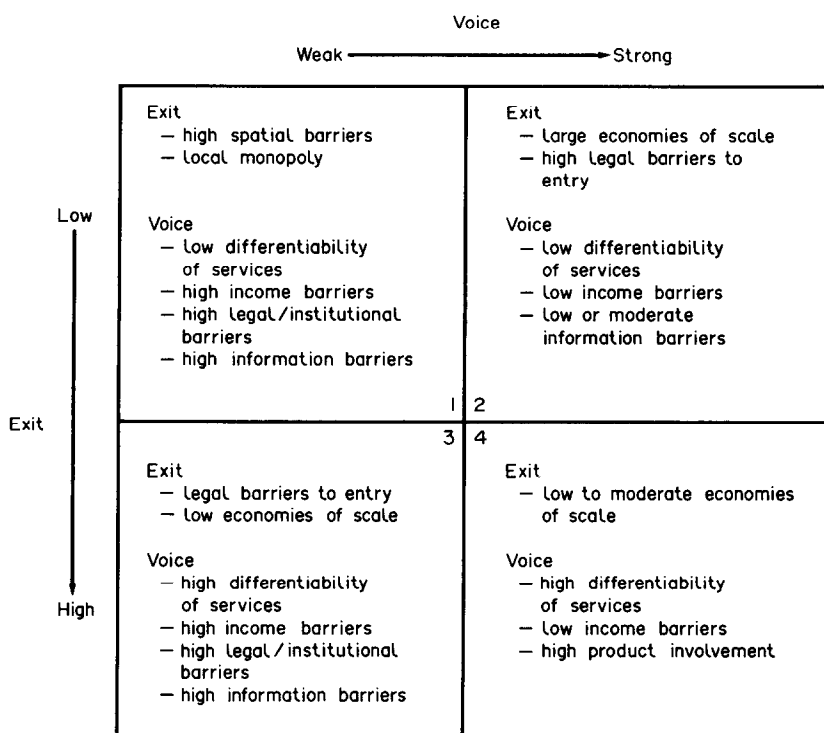 Voice
Weak Strong
Exit
– high spatial barriers
– local monopoly
Voice
– low differentiability
of services
– high income barriers
– high legal/institutional
barriers
– high information barriers
1
Exit
– large economies of scale
– high legal barriers to
entry
Voice
– low differentiability
of services
– low income barriers
– low or moderate
information barriers
2
Low
Exit
High
3
Exit
– legal barriers to entry
– low economies of scale
Voice
– high differentiability
of services
– high income barriers
– high legal/institutional
barriers
– high information barriers
4
Exit
– low to moderate economies
of scale
Voice
– high differentiability
of services
– low income barriers
– high product involvement